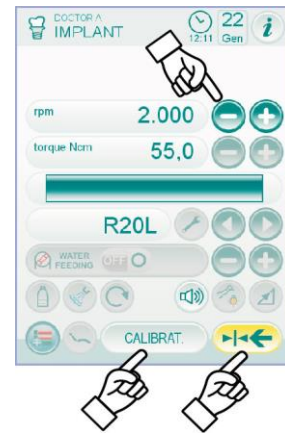 DOCTOR A
IMPLANT
12:11
22
Gen
i
rpm
2.000
torque Ncm
55,0
R20L
WATER
FEEDING
OFF
CALIBRAT.